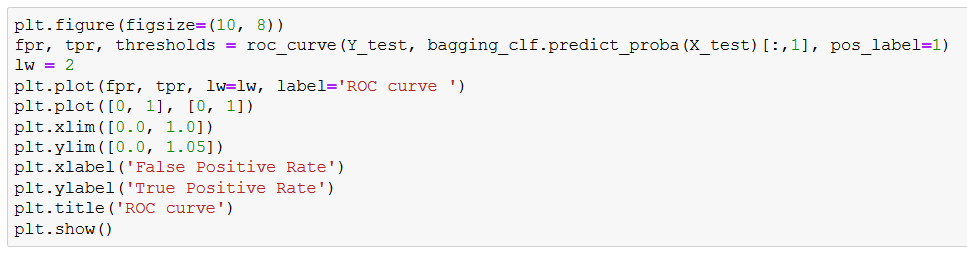 plt.figure(figsize=(10, 8))
fpr, tpr, thresholds = roc_curve(Y_test, bagging_clf.predict_proba(X_test)[:,1], pos_label=1)
lw = 2
plt.plot(fpr, tpr, lw=lw, label='ROC curve ')
plt.plot([0, 1], [0, 1])
plt.xlim([0.0, 1.0])
plt.ylim([0.0, 1.05])
plt.xlabel('False Positive Rate')
plt.ylabel('True Positive Rate')
plt.title('ROC curve')
plt.show()